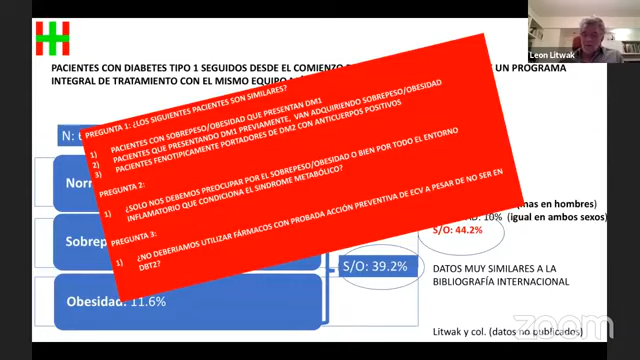 Leon Litwak
PACIENTES CON DIABETES TIPO 1 SEGUIDOS DESDE EL COMIENZO
UN PROGRAMA
INTEGRAL DE TRATAMIENTO CON EL MISMO EQUIPO
N:
Nor
Sobrep
Obesidad: 11.6%
PREGUNTA 1: ¿LOS SIGUIENTES PACIENTES SON SIMILARES?
1) PACIENTES CON SOBREPESO/OBESIDAD QUE PRESENTAN DM1
2) PACIENTES QUE PRESENTANDO DM1 PREVIAMENTE, VAN ADQUIRIENDO SOBREPESO/OBESIDAD
3) PACIENTES FENOTIPICAMENTE PORTADORES DE DM2 CON ANTICUERPOS POSITIVOS
PREGUNTA 2:
1) ¿SOLO NOS DEBEMOS PREOCUPAR POR EL SOBREPESO/OBESIDAD O BIEN POR TODO EL ENTORNO
INFLAMATORIO QUE CONDICIONA EL SINDROME METABÓLICO?
PREGUNTA 3:
1) ¿NO DEBERIAMOS UTILIZAR FÁRMACOS CON PROBADA ACCIÓN PREVENTIVA DE ECV A PESAR DE NO SER EN
DBT2?
S/O: 39.2%
(mas en hombres)
10% (igual en ambos sexos)
S/O: 44.2%
DATOS MUY SIMILARES A LA
BIBLIOGRAFÍA INTERNACIONAL
Litwak y col. (datos no publicados)
zoom